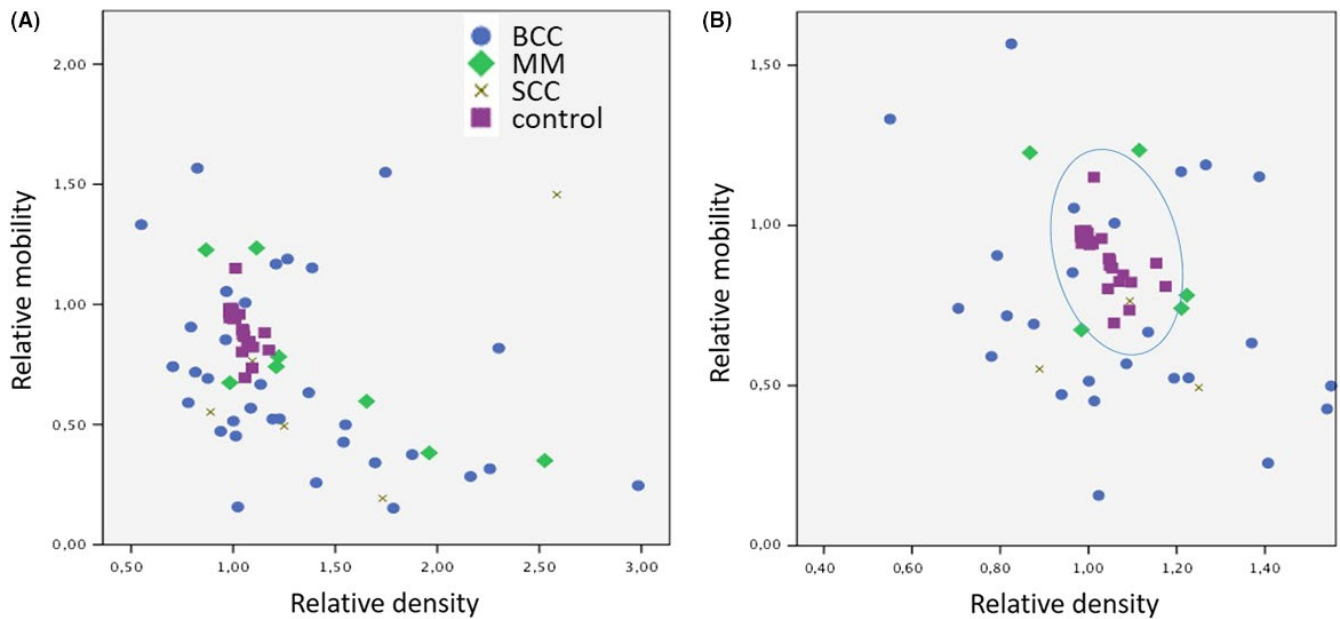 (A)
BCC
MM
SCC
control
2,00
1,50
1,00
0,50
0,00
Relative mobility
0,50 1,00 1,50 2,00 2,50 3,00
Relative density
(B)
1,50
1,00
0,50
0,00
Relative mobility
0,40 0,60 0,80 1,00 1,20 1,40
Relative density